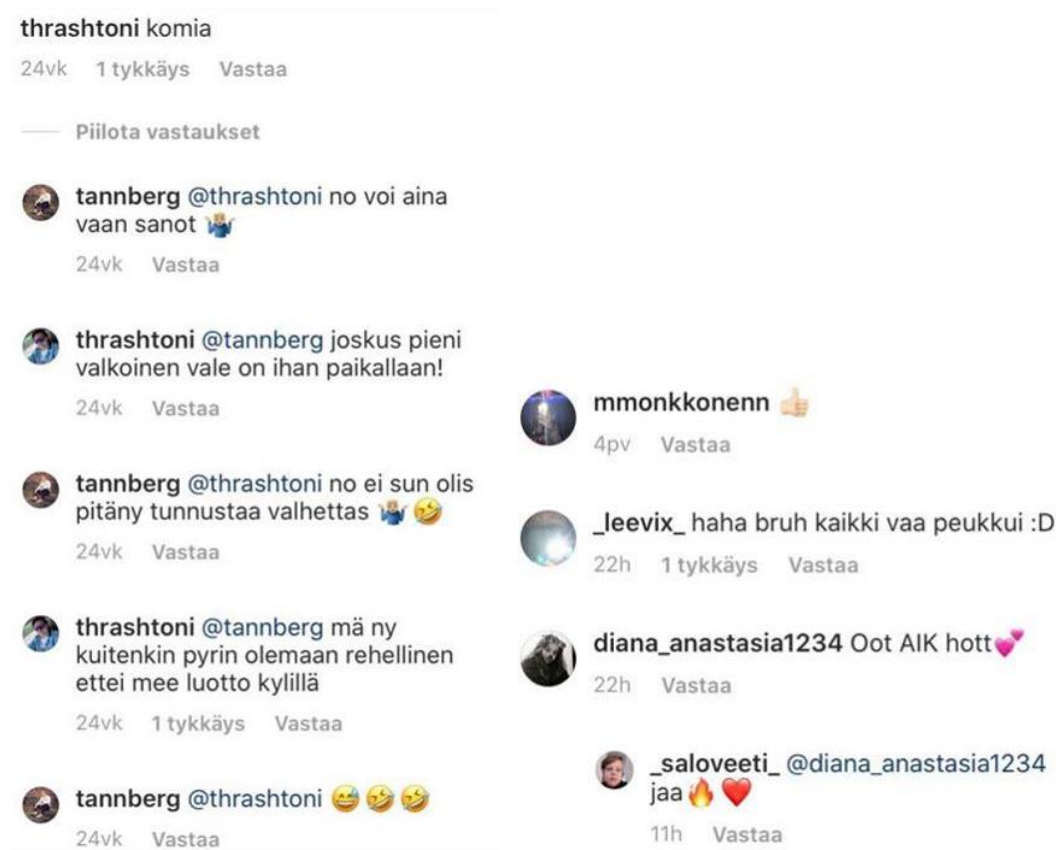 thrashtoni komia
24vk 1 tykkäys Vastaa
Piilota vastaukset
tannberg @thrashtoni no voi aina
vaan sanot 🤷🏼‍♂️
24vk Vastaa
thrashtoni @tannberg joskus pieni
valkoinen vale on ihan paikallaan!
24vk Vastaa
tannberg @thrashtoni no ei sun olis
pitäny tunnustaa valhettas 🤷🏼‍♂️🤣
24vk Vastaa
thrashtoni @tannberg mä ny
kuitenkin pyrin olemaan rehellinen
ettei mee luotto kylillä
24vk 1 tykkäys Vastaa
tannberg @thrashtoni 😅🤣🤣
24vk Vastaa
mmonkkonenn 👍🏻
4pv Vastaa
_leevix_ haha bruh kaikki vaa peukkui :D
22h 1 tykkäys Vastaa
diana_anastasia1234 Oot AIK hott💕
22h Vastaa
_saloveeti_ @diana_anastasia1234
jaa🔥❤️
11h Vastaa